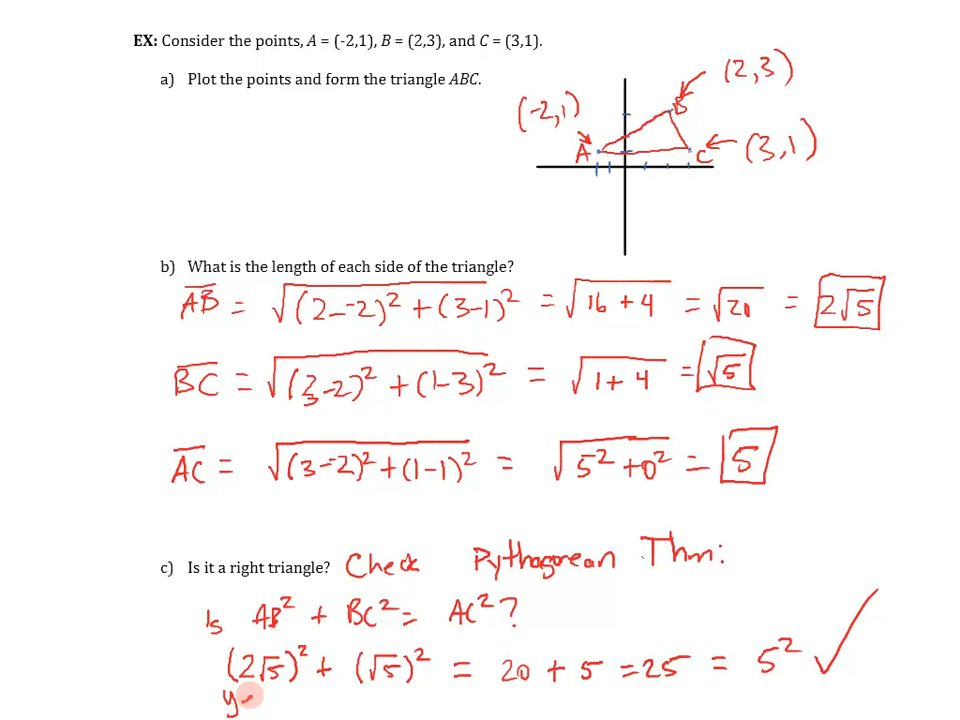 EX: Consider the points, A = (-2,1), B = (2,3), and C = (3,1).
a) Plot the points and form the triangle ABC.
(2,3)
(-2,1)
B
A
C
(3,1)
b) What is the length of each side of the triangle?
AB = √((2--2)² + (3-1)²) = √(16 + 4) = √20 = 2√5
BC = √((3-2)² + (1-3)²) = √(1+4) = √5
AC = √((3--2)² + (1-1)²) = √(5² + 0²) = 5
c) Is it a right triangle? Check Pythagorean Thm:
Is AB² + BC² = AC²?
(2√5)² + (√5)² = 20 + 5 = 25 = 5² ✓